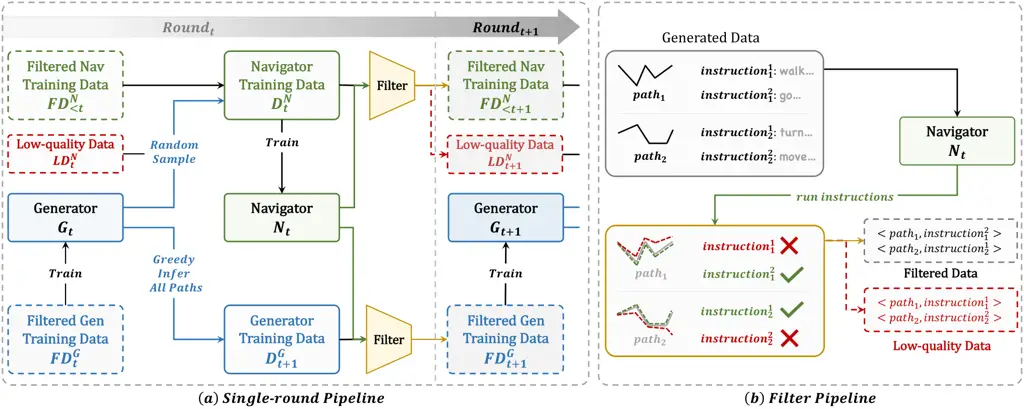 Round_t
Round_{t+1}
Filtered Nav
Training Data
FD^N_{<t}
Navigator
Training Data
D^N_t
Filter
Filtered Nav
Training Data
FD^N_{<t+1}
Low-quality Data
LD^N_t
Random
Sample
Train
Low-quality Data
LD^N_{t+1}
Generator
G_t
Navigator
N_t
Generator
G_{t+1}
Train
Greedy
Infer
All Paths
Train
Filtered Gen
Training Data
FD^G_t
Generator
Training Data
D^G_{t+1}
Filter
Filtered Gen
Training Data
FD^G_{t+1}
(a) Single-round Pipeline
Generated Data
path_1
instruction^1_1: walk...
instruction^2_1: go...
path_2
instruction^1_2: turn...
instruction^2_2: move...
Navigator
N_t
run instructions
path_1
instruction^1_1
instruction^2_1
path_2
instruction^1_2
instruction^2_2
< path_1, instruction^2_1 >
< path_2, instruction^1_2 >
Filtered Data
< path_1, instruction^1_1 >
< path_2, instruction^2_2 >
Low-quality Data
(b) Filter Pipeline